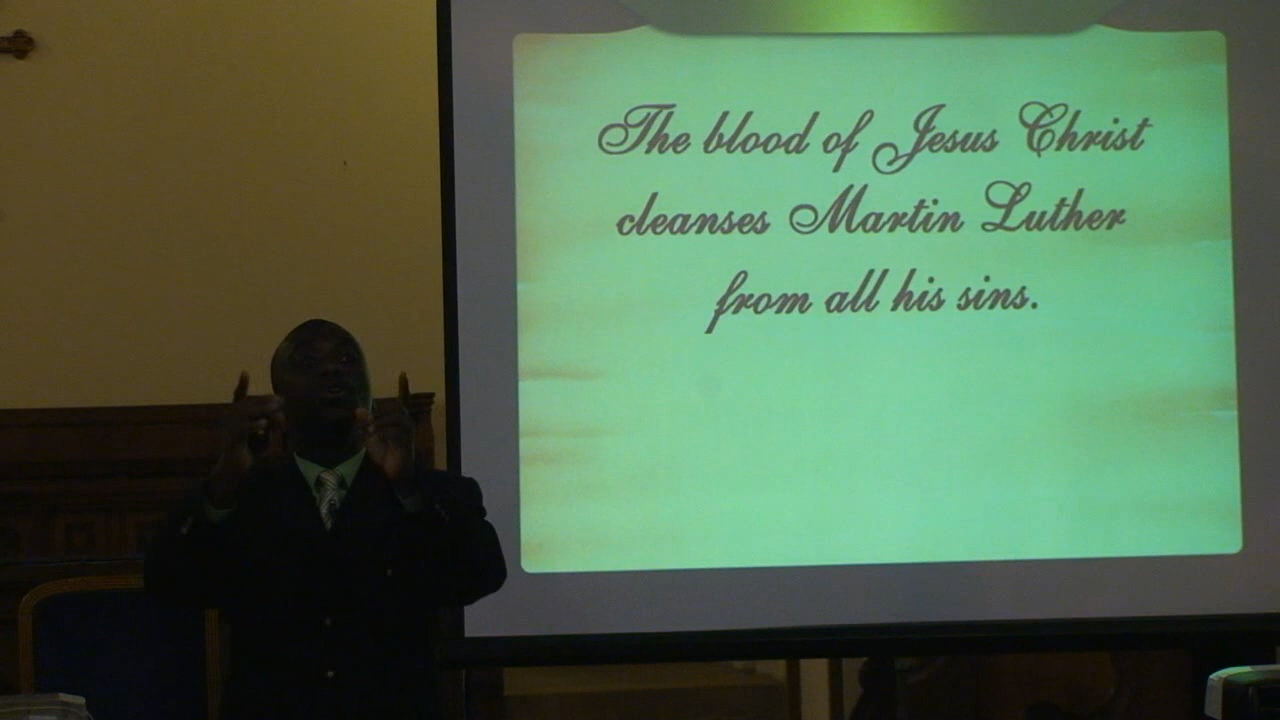 The blood of Jesus Christ
cleanses Martin Luther
from all his sins.